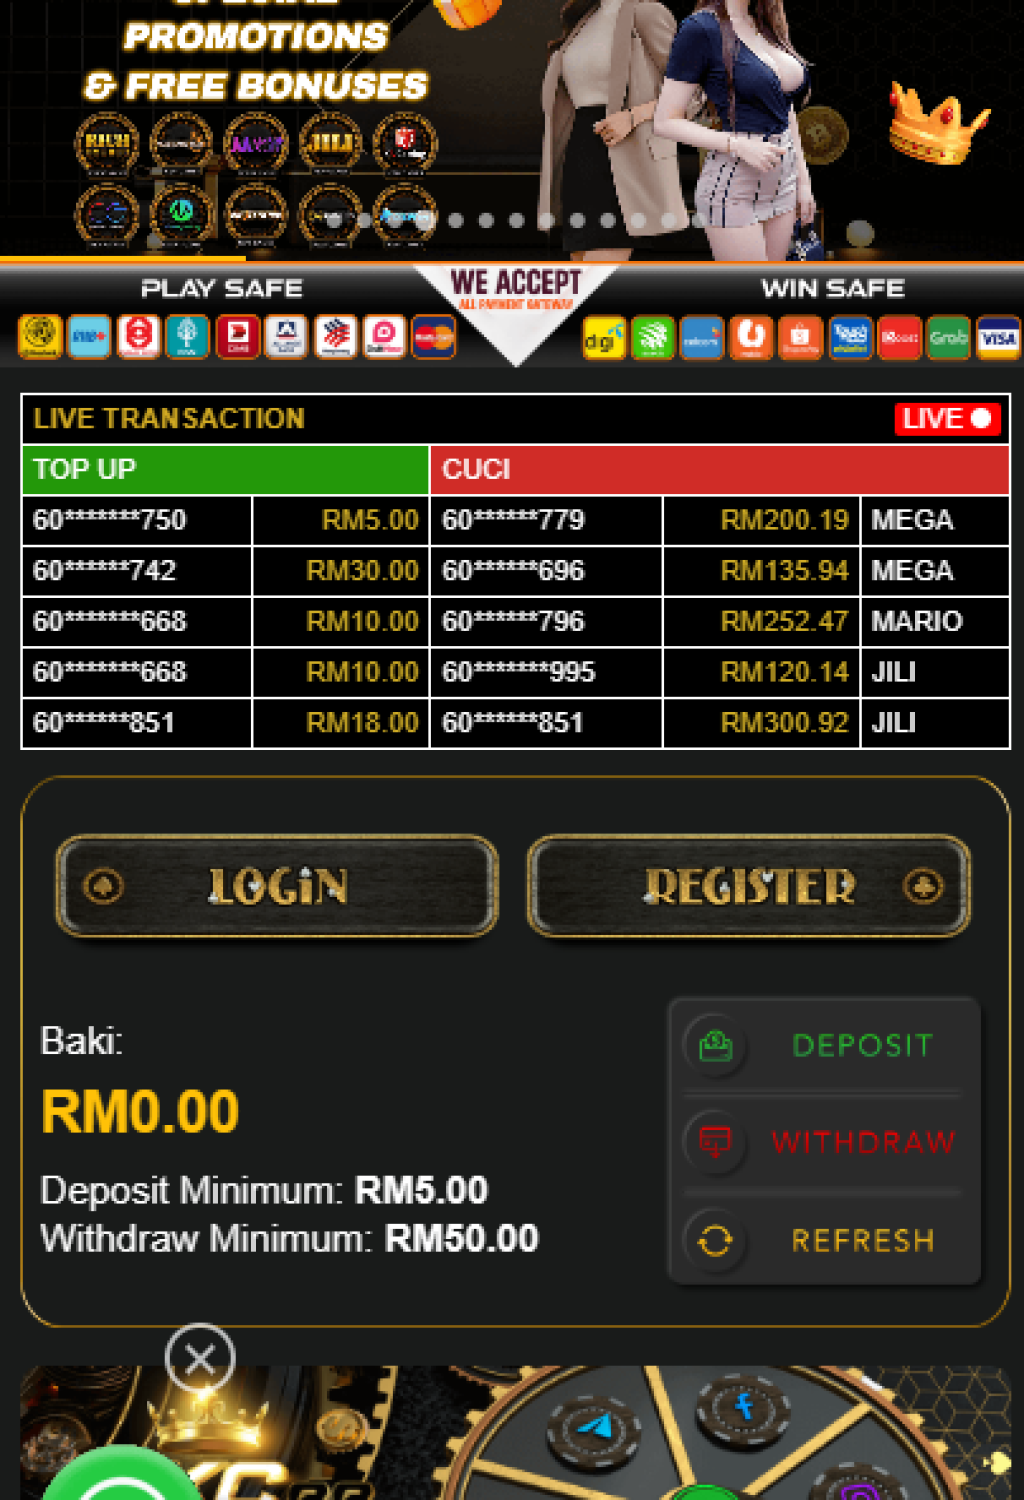 PROMOTIONS
& FREE BONUSES
PLAY SAFE
WE ACCEPT
ALL PAYMENT GATEWAY
WIN SAFE
digi
Grab
VISA
LIVE TRANSACTION
LIVE
TOP UP
CUCI
60*******750 RM5.00 60******779 RM200.19 MEGA
60******742 RM30.00 60******696 RM135.94 MEGA
60*******668 RM10.00 60******796 RM252.47 MARIO
60*******668 RM10.00 60*******995 RM120.14 JILI
60******851 RM18.00 60******851 RM300.92 JILI
LOGiN
REGISTER
Baki:
RM0.00
Deposit Minimum: RM5.00
Withdraw Minimum: RM50.00
DEPOSIT
WITHDRAW
REFRESH